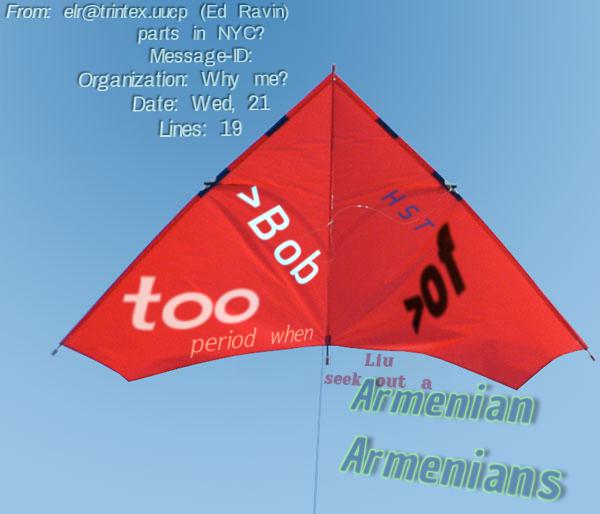 From: elr@trintex.uucp (Ed Ravin)
parts in NYC?
Message-ID:
Organization: Why me?
Date: Wed, 21
Lines: 19
>Bob
HST
>of
too
period when
Liu
seek out a
Armenian
Armenians